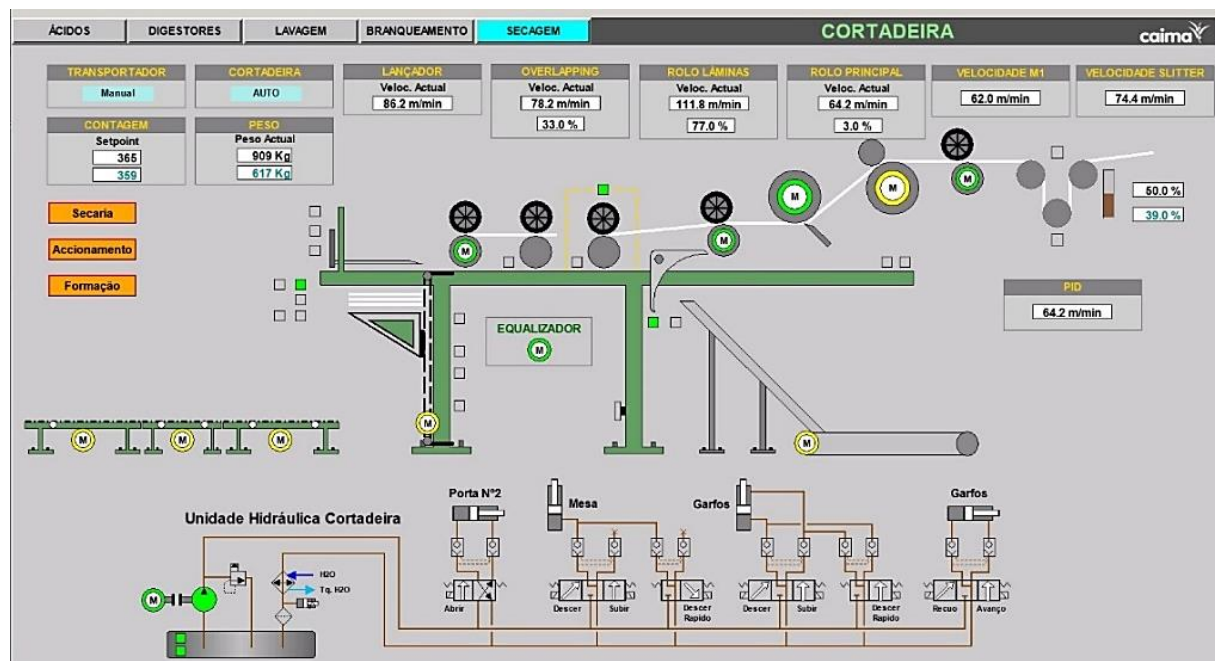 ÁCIDOS
DIGESTORES
LAVAGEM
BRANQUEAMENTO
SECAGEM
CORTADEIRA
caima
TRANSPORTADOR
Manual
CORTADEIRA
AUTO
LANÇADOR
Veloc. Actual
86.2 m/min
OVERLAPPING
Veloc. Actual
78.2 m/min
33.0 %
ROLO LÂMINAS
Veloc. Actual
111.8 m/min
77.0 %
ROLO PRINCIPAL
Veloc. Actual
64.2 m/min
3.0 %
VELOCIDADE M1
62.0 m/min
VELOCIDADE SLITTER
74.4 m/min
CONTAGEM
Setpoint
365
359
PESO
Peso Actual
909 Kg
617 Kg
Secaria
Accionamento
Formação
M
M
M
M
M
50.0 %
39.0 %
PID
64.2 m/min
EQUALIZADOR
M
M
M
M
M
M
Unidade Hidráulica Cortadeira
H2O
Tq. H2O
M
Porta Nº2
Abrir
Mesa
Descer
Subir
Descer
Rapido
Garfos
Descer
Subir
Descer
Rapido
Garfos
Recuo
Avanço